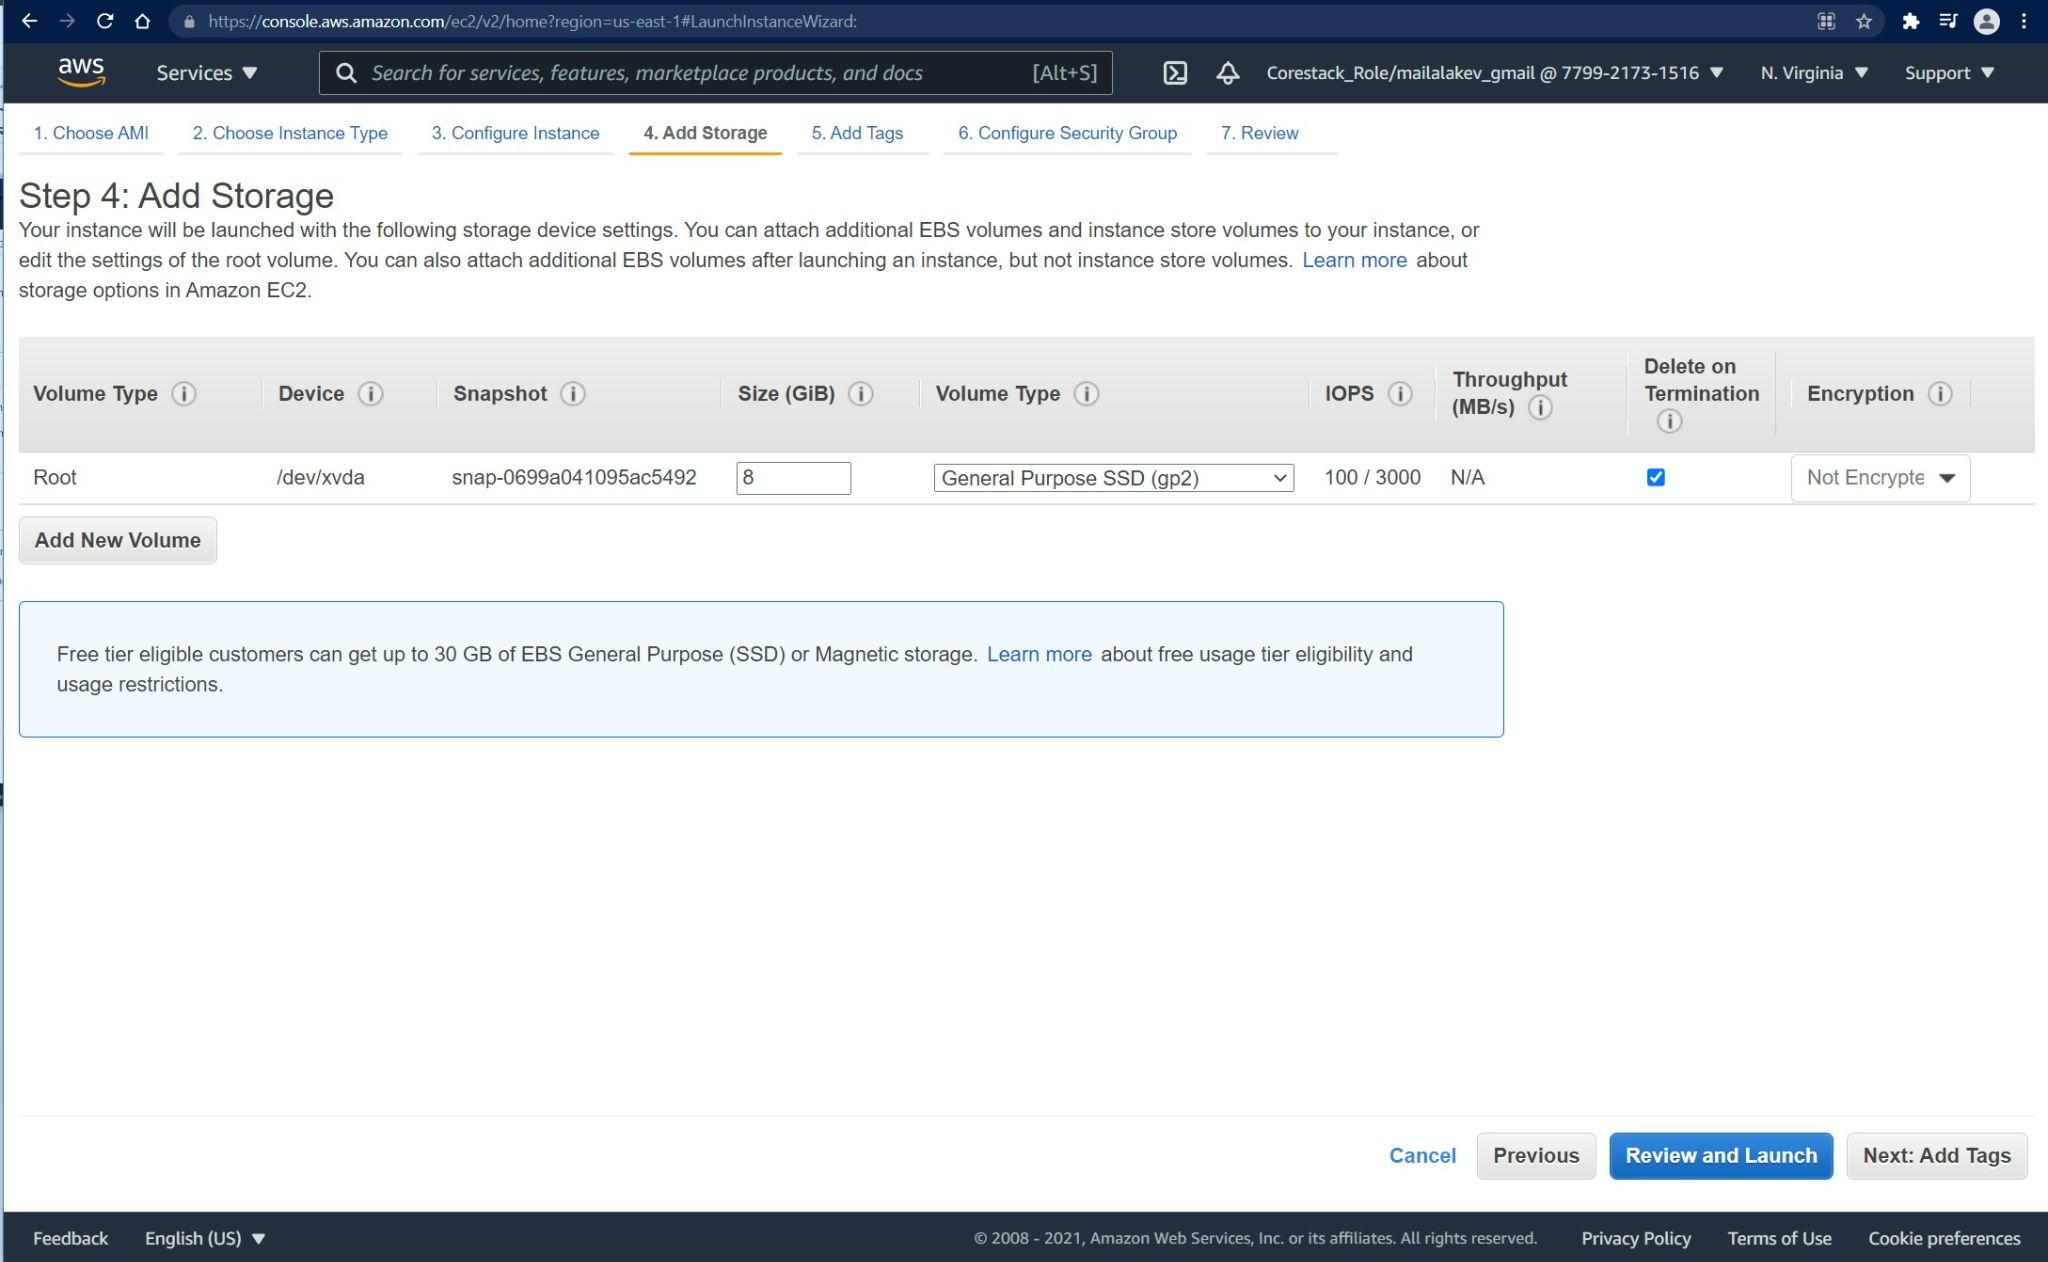 https://console.aws.amazon.com/ec2/v2/home?region=us-east-1#LaunchInstanceWizard:
aws
Services
Search for services, features, marketplace products, and docs
[Alt+S]
Corestack_Role/mailalakev_gmail @ 7799-2173-1516
N. Virginia
Support
1. Choose AMI
2. Choose Instance Type
3. Configure Instance
4. Add Storage
5. Add Tags
6. Configure Security Group
7. Review
Step 4: Add Storage
Your instance will be launched with the following storage device settings. You can attach additional EBS volumes and instance store volumes to your instance, or
edit the settings of the root volume. You can also attach additional EBS volumes after launching an instance, but not instance store volumes. Learn more about
storage options in Amazon EC2.
Volume Type
Device
Snapshot
Size (GiB)
Volume Type
IOPS
Throughput
(MB/s)
Delete on
Termination
Encryption
Root
/dev/xvda
snap-0699a041095ac5492
8
General Purpose SSD (gp2)
100 / 3000
N/A
Not Encrypte
Add New Volume
Free tier eligible customers can get up to 30 GB of EBS General Purpose (SSD) or Magnetic storage. Learn more about free usage tier eligibility and
usage restrictions.
Cancel
Previous
Review and Launch
Next: Add Tags
Feedback
English (US)
© 2008 - 2021, Amazon Web Services, Inc. or its affiliates. All rights reserved.
Privacy Policy
Terms of Use
Cookie preferences